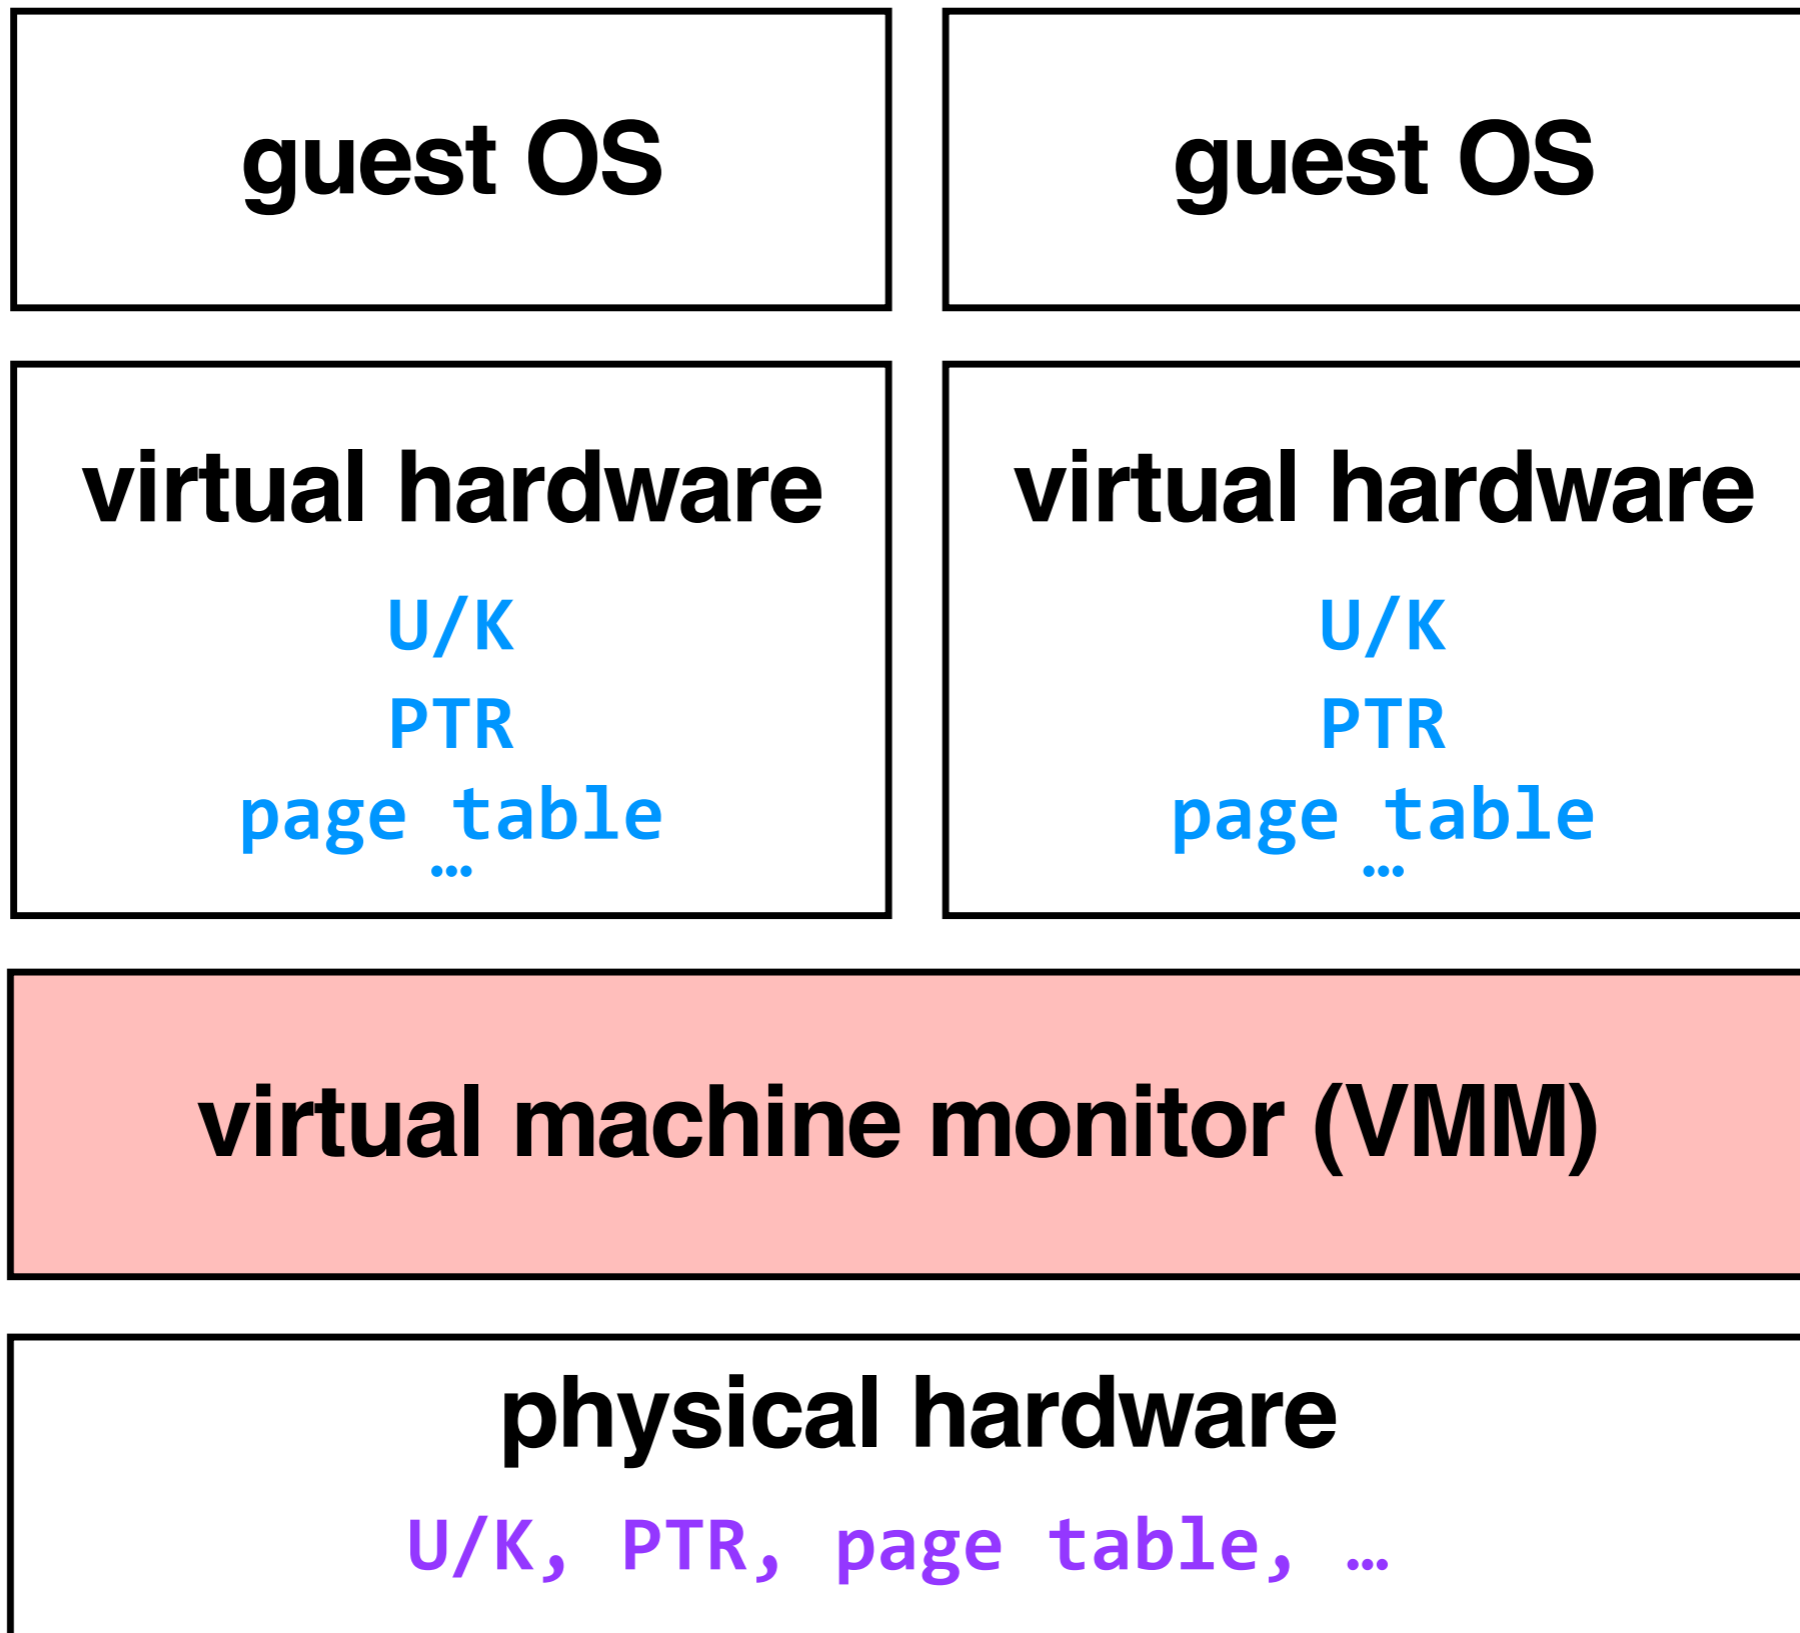 guest OS
guest OS
virtual hardware
U/K
PTR
page table
…
virtual hardware
U/K
PTR
page table
…
virtual machine monitor (VMM)
physical hardware
U/K, PTR, page table, …